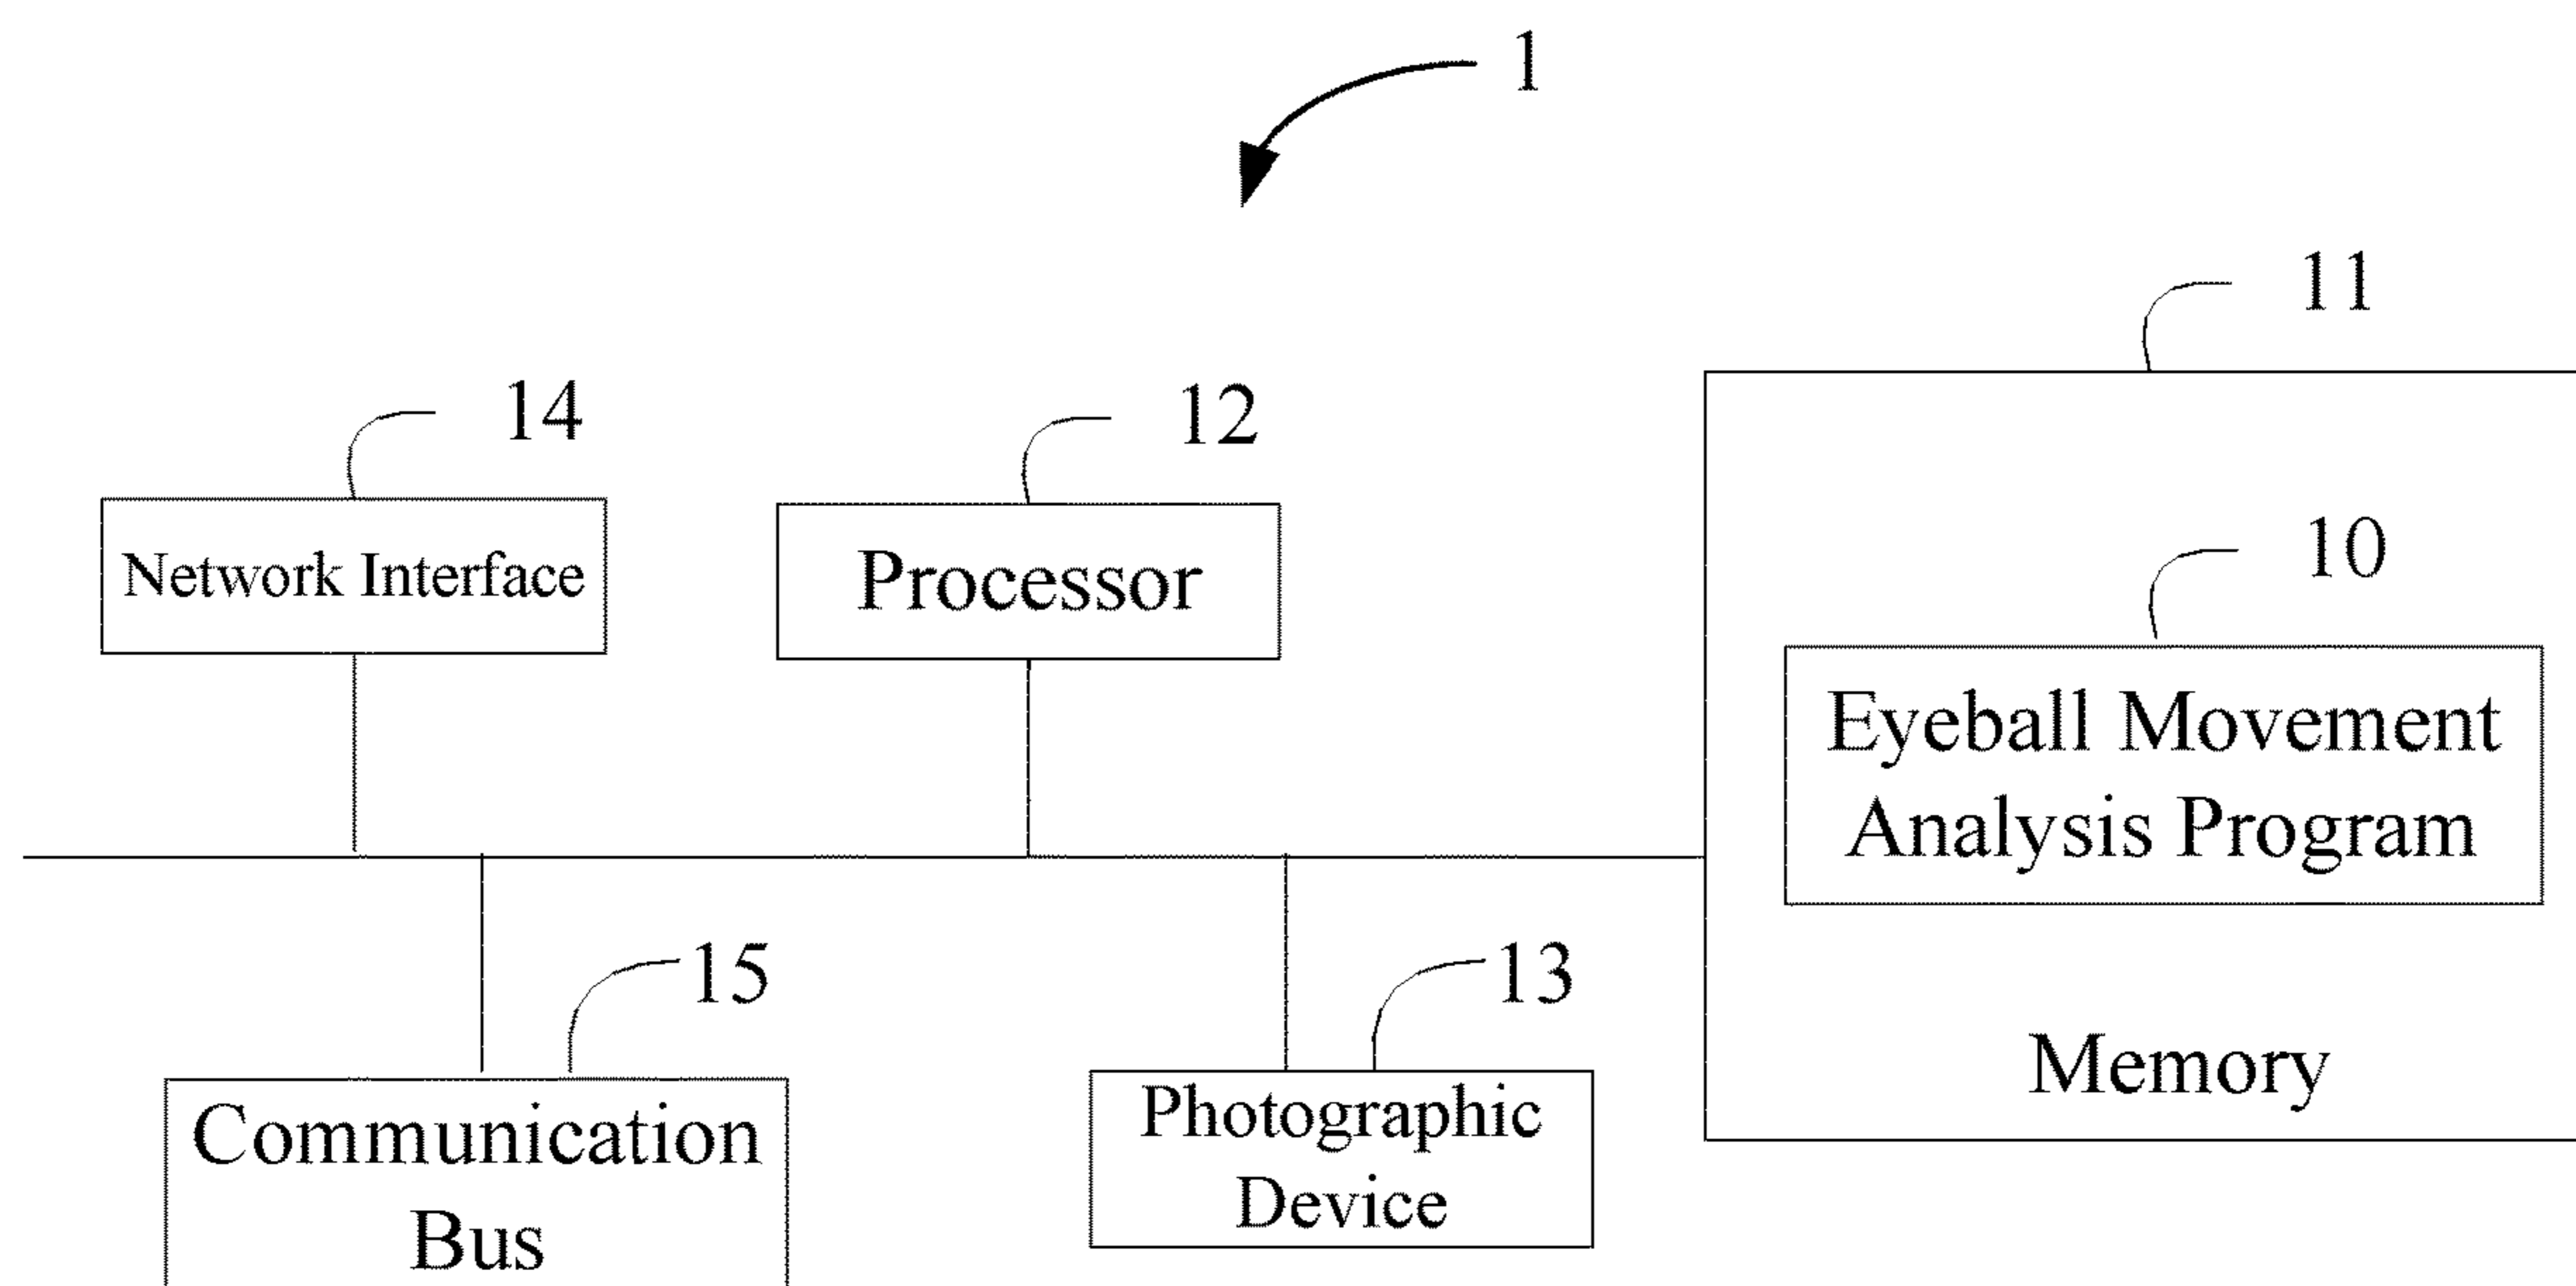 1
11
14
12
10
Network Interface
Processor
Eyeball Movement
Analysis Program
15
13
Memory
Communication
Bus
Photographic
Device